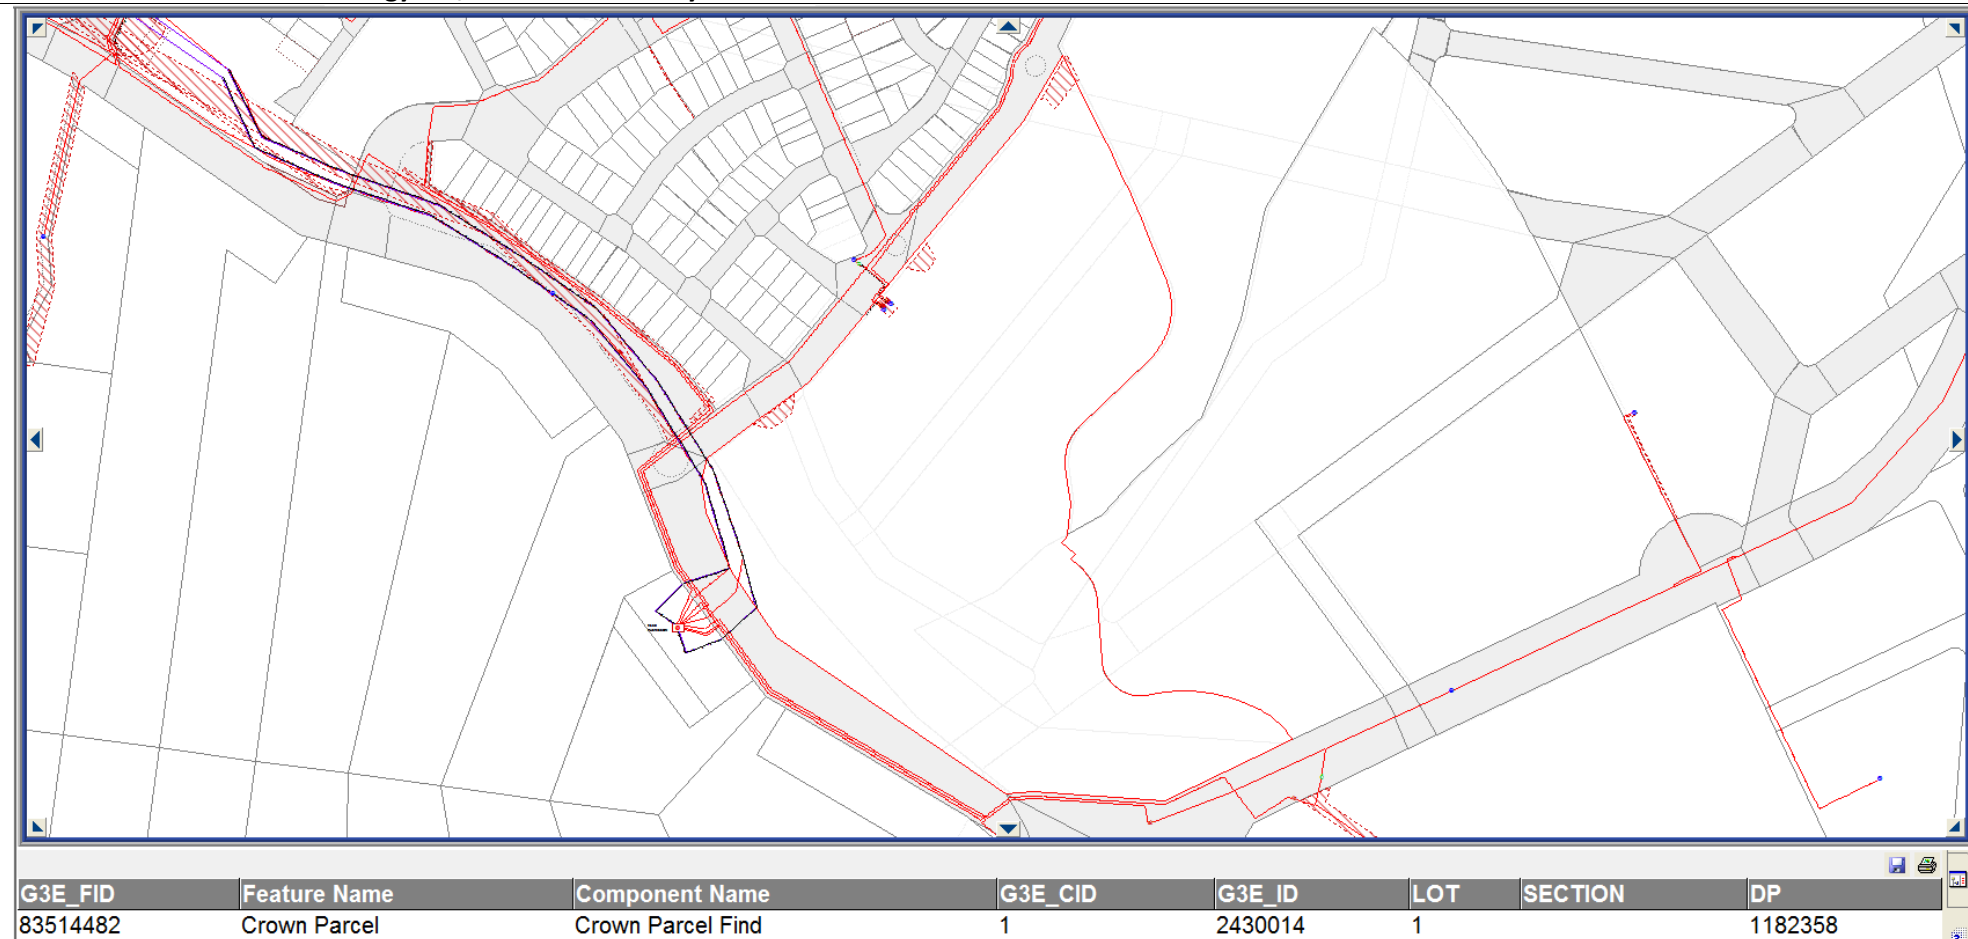 G3E_FID Feature Name Component Name G3E_CID G3E_ID LOT SECTION DP
83514482 Crown Parcel Crown Parcel Find 1 2430014 1 1182358